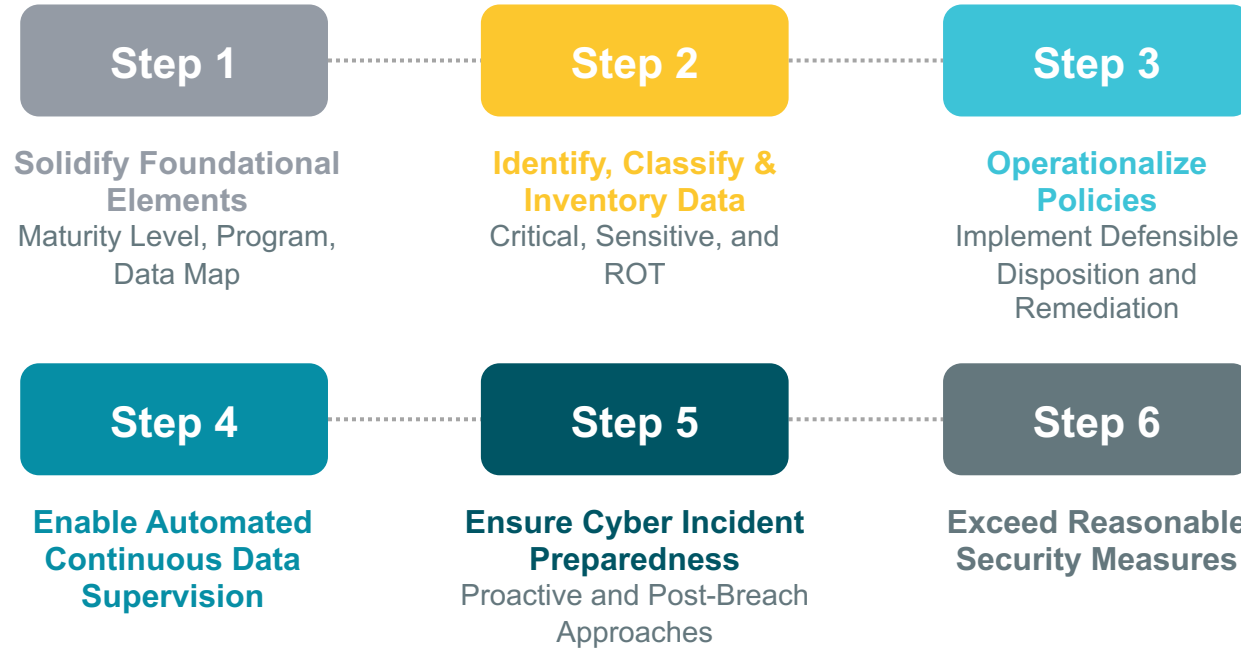 Step 1
Step 2
Step 3
Solidify Foundational
Elements
Maturity Level, Program,
Data Map
Identify, Classify &
Inventory Data
Critical, Sensitive, and
ROT
Operationalize
Policies
Implement Defensible
Disposition and
Remediation
Step 4
Step 5
Step 6
Enable Automated
Continuous Data
Supervision
Ensure Cyber Incident
Preparedness
Proactive and Post-Breach
Approaches
Exceed Reasonable
Security Measures